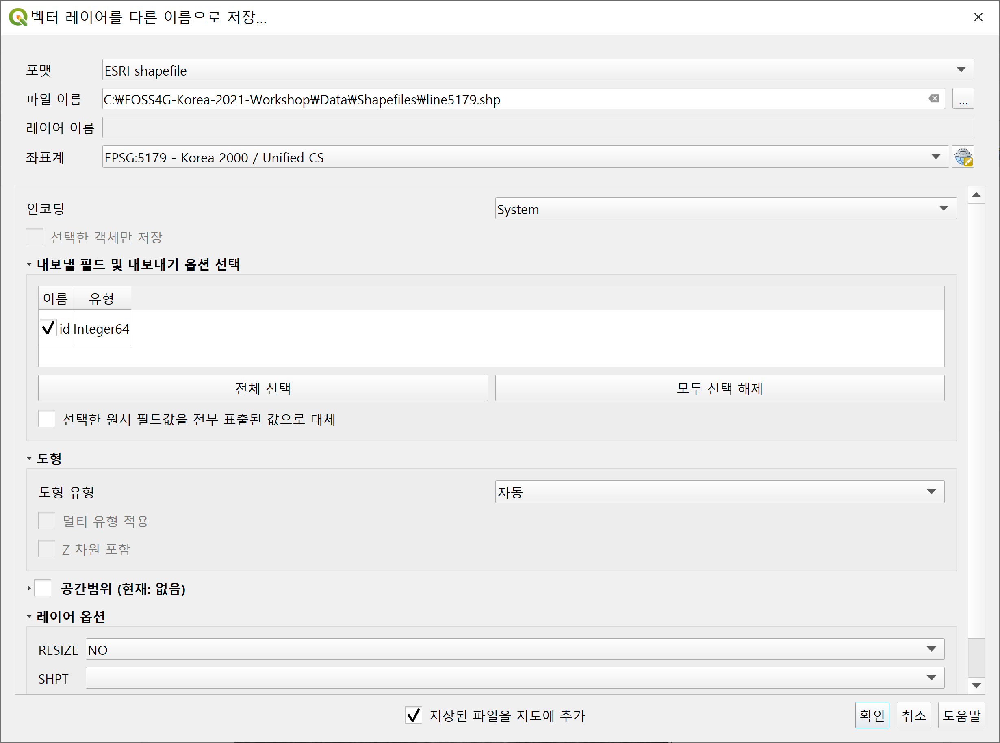 벡터 레이어를 다른 이름으로 저장...
포맷 ESRI shapefile
파일 이름 C:₩FOSS4G-Korea-2021-Workshop₩Data₩Shapefiles₩line5179.shp ...
레이어 이름
좌표계 EPSG:5179 - Korea 2000 / Unified CS
인코딩 System
선택한 객체만 저장
내보낼 필드 및 내보내기 옵션 선택
이름 유형
id Integer64
전체 선택 모두 선택 해제
선택한 원시 필드값을 전부 표출된 값으로 대체
도형
도형 유형 자동
멀티 유형 적용
Z 차원 포함
공간범위 (현재: 없음)
레이어 옵션
RESIZE NO
SHPT
저장된 파일을 지도에 추가 확인 취소 도움말